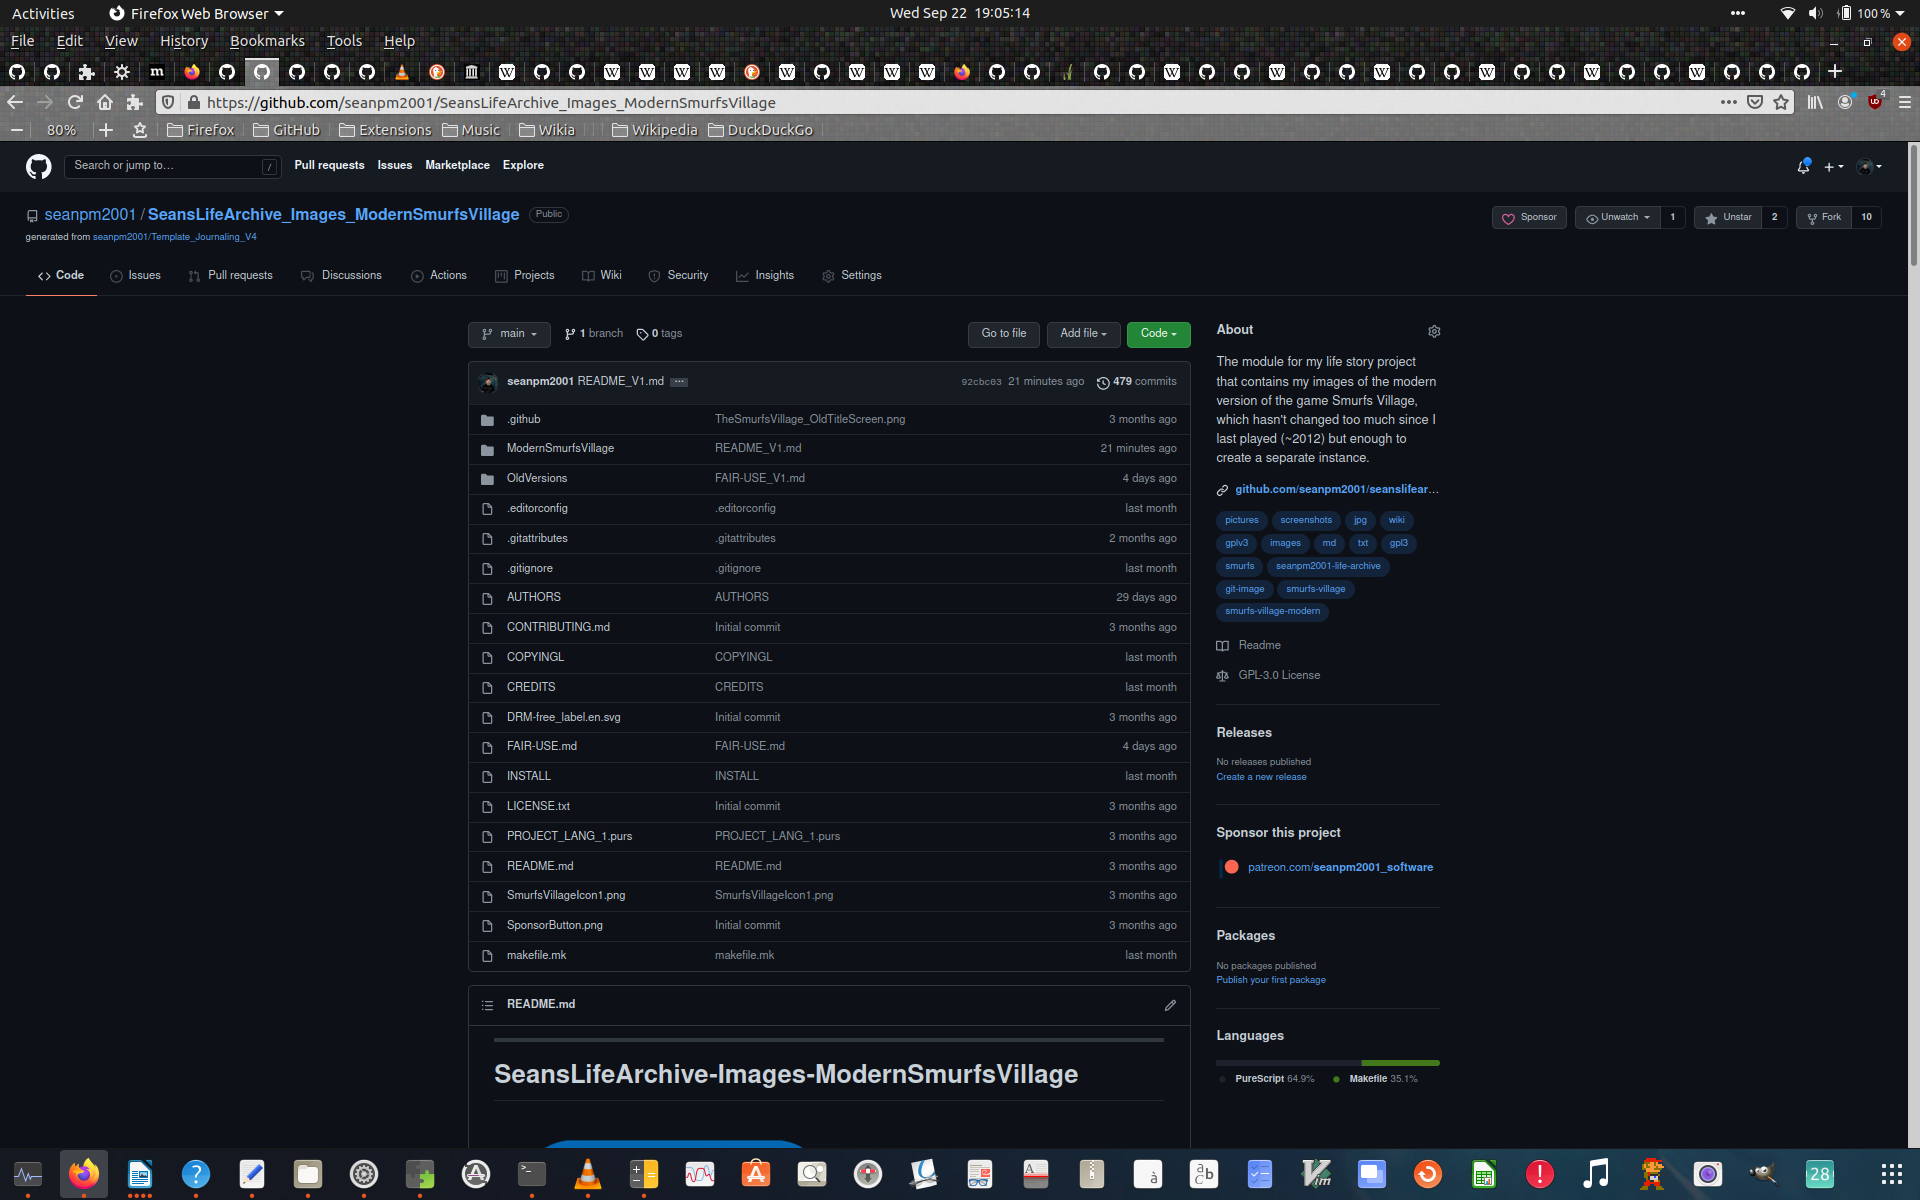 Activities Firefox Web Browser Wed Sep 22 19:05:14 100 %
File Edit View History Bookmarks Tools Help
https://github.com/seanpm2001/SeansLifeArchive_Images_ModernSmurfsVillage
80% Firefox GitHub Extensions Music Wikia Wikipedia DuckDuckGo
Search or jump to… / Pull requests Issues Marketplace Explore
seanpm2001 / SeansLifeArchive_Images_ModernSmurfsVillage Public
Sponsor Unwatch 1 Unstar 2 Fork 10
generated from seanpm2001/Template_Journaling_V4
Code Issues Pull requests Discussions Actions Projects Wiki Security Insights Settings
main 1 branch 0 tags Go to file Add file Code
seanpm2001 README_V1.md ... 92cbc03 21 minutes ago 479 commits
.github TheSmurfsVillage_OldTitleScreen.png 3 months ago
ModernSmurfsVillage README_V1.md 21 minutes ago
OldVersions FAIR-USE_V1.md 4 days ago
.editorconfig .editorconfig last month
.gitattributes .gitattributes 2 months ago
.gitignore .gitignore last month
AUTHORS AUTHORS 29 days ago
CONTRIBUTING.md Initial commit 3 months ago
COPYINGL COPYINGL last month
CREDITS CREDITS last month
DRM-free_label.en.svg Initial commit 3 months ago
FAIR-USE.md FAIR-USE.md 4 days ago
INSTALL INSTALL last month
LICENSE.txt Initial commit 3 months ago
PROJECT_LANG_1.purs PROJECT_LANG_1.purs 3 months ago
README.md README.md 3 months ago
SmurfsVillageIcon1.png SmurfsVillageIcon1.png 3 months ago
SponsorButton.png Initial commit 3 months ago
makefile.mk makefile.mk last month
README.md
SeansLifeArchive-Images-ModernSmurfsVillage
About
The module for my life story project
that contains my images of the modern
version of the game Smurfs Village,
which hasn't changed too much since I
last played (~2012) but enough to
create a separate instance.
github.com/seanpm2001/seanslifear…
pictures screenshots jpg wiki
gplv3 images md txt gpl3
smurfs seanpm2001-life-archive
git-image smurfs-village
smurfs-village-modern
Readme
GPL-3.0 License
Releases
No releases published
Create a new release
Sponsor this project
patreon.com/seanpm2001_software
Packages
No packages published
Publish your first package
Languages
PureScript 64.9% Makefile 35.1%
28